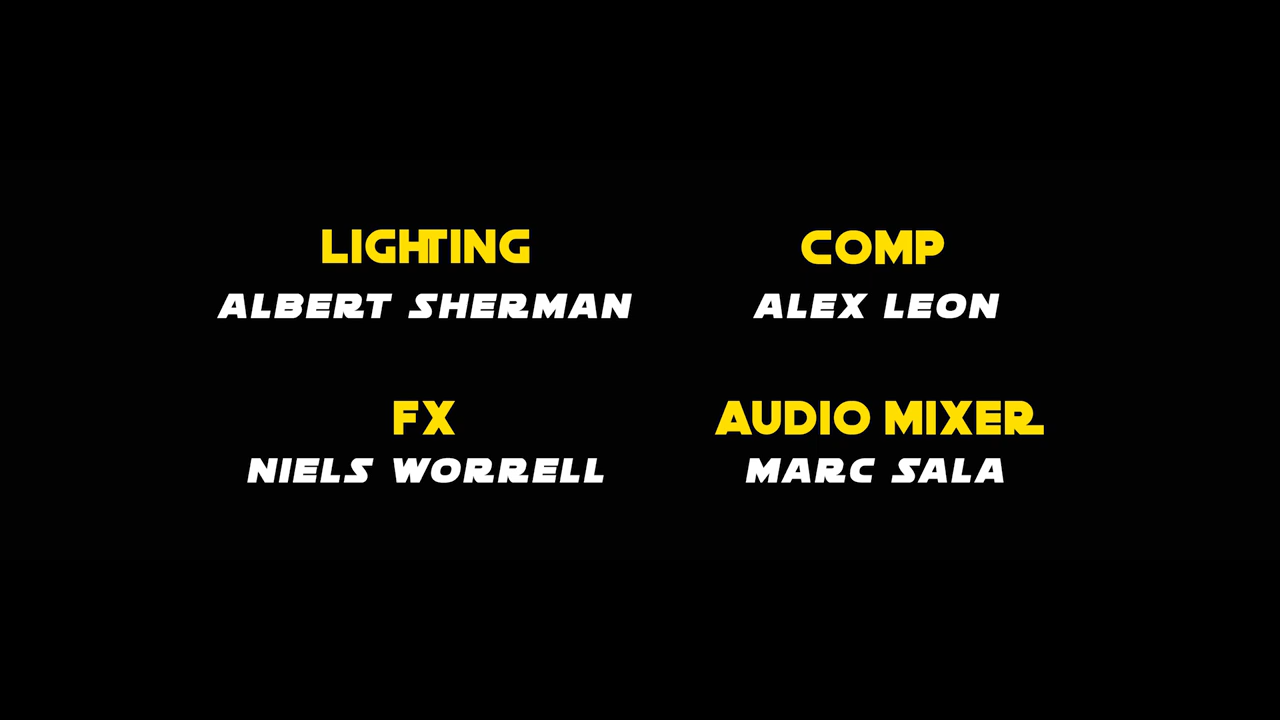 LIGHTING
ALBERT SHERMAN
COMP
ALEX LEON
FX
NIELS WORRELL
AUDIO MIXER
MARC SALA